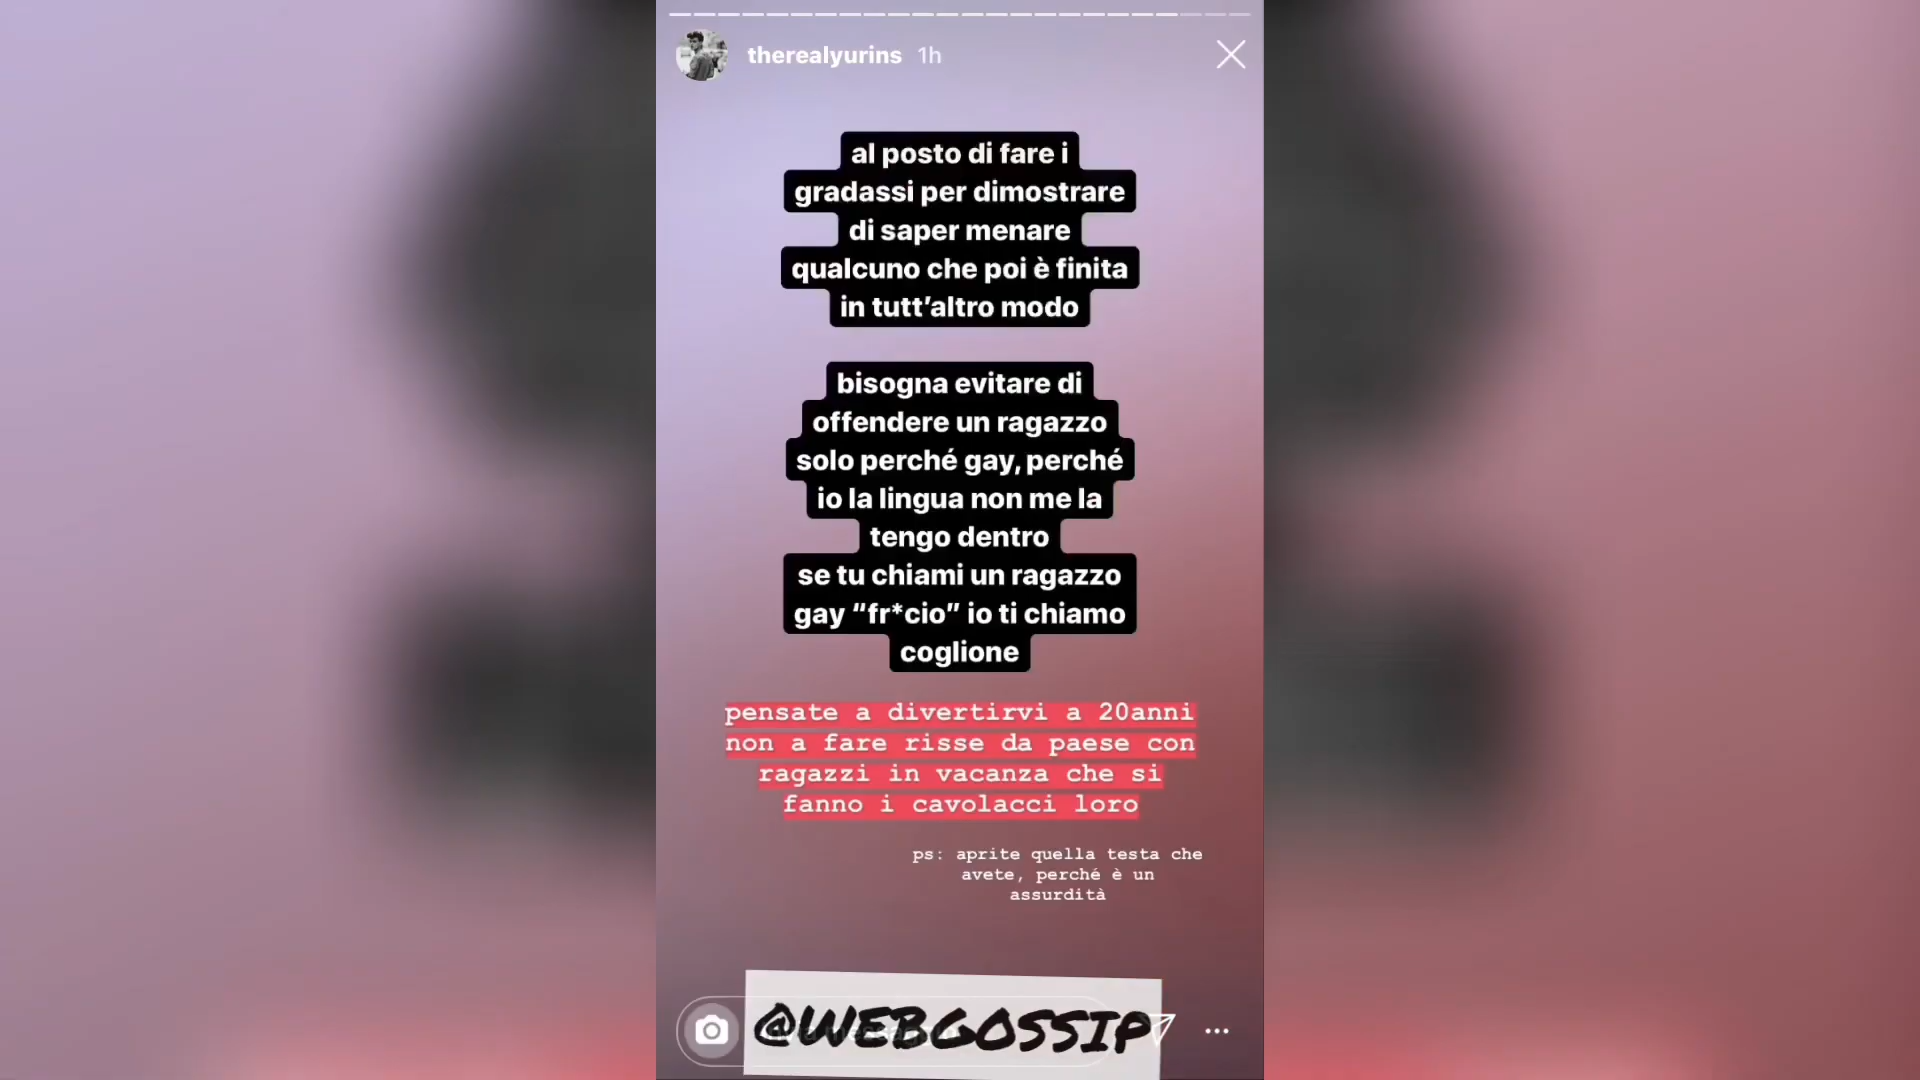 therealyurins 1h
al posto di fare i
gradassi per dimostrare
di saper menare
qualcuno che poi è finita
in tutt’altro modo
bisogna evitare di
offendere un ragazzo
solo perché gay, perché
io la lingua non me la
tengo dentro
se tu chiami un ragazzo
gay “fr*cio” io ti chiamo
coglione
pensate a divertirvi a 20anni
non a fare risse da paese con
ragazzi in vacanza che si
fanno i cavolacci loro
ps: aprite quella testa che
avete, perché è un
assurdità
@WEBGOSSIP